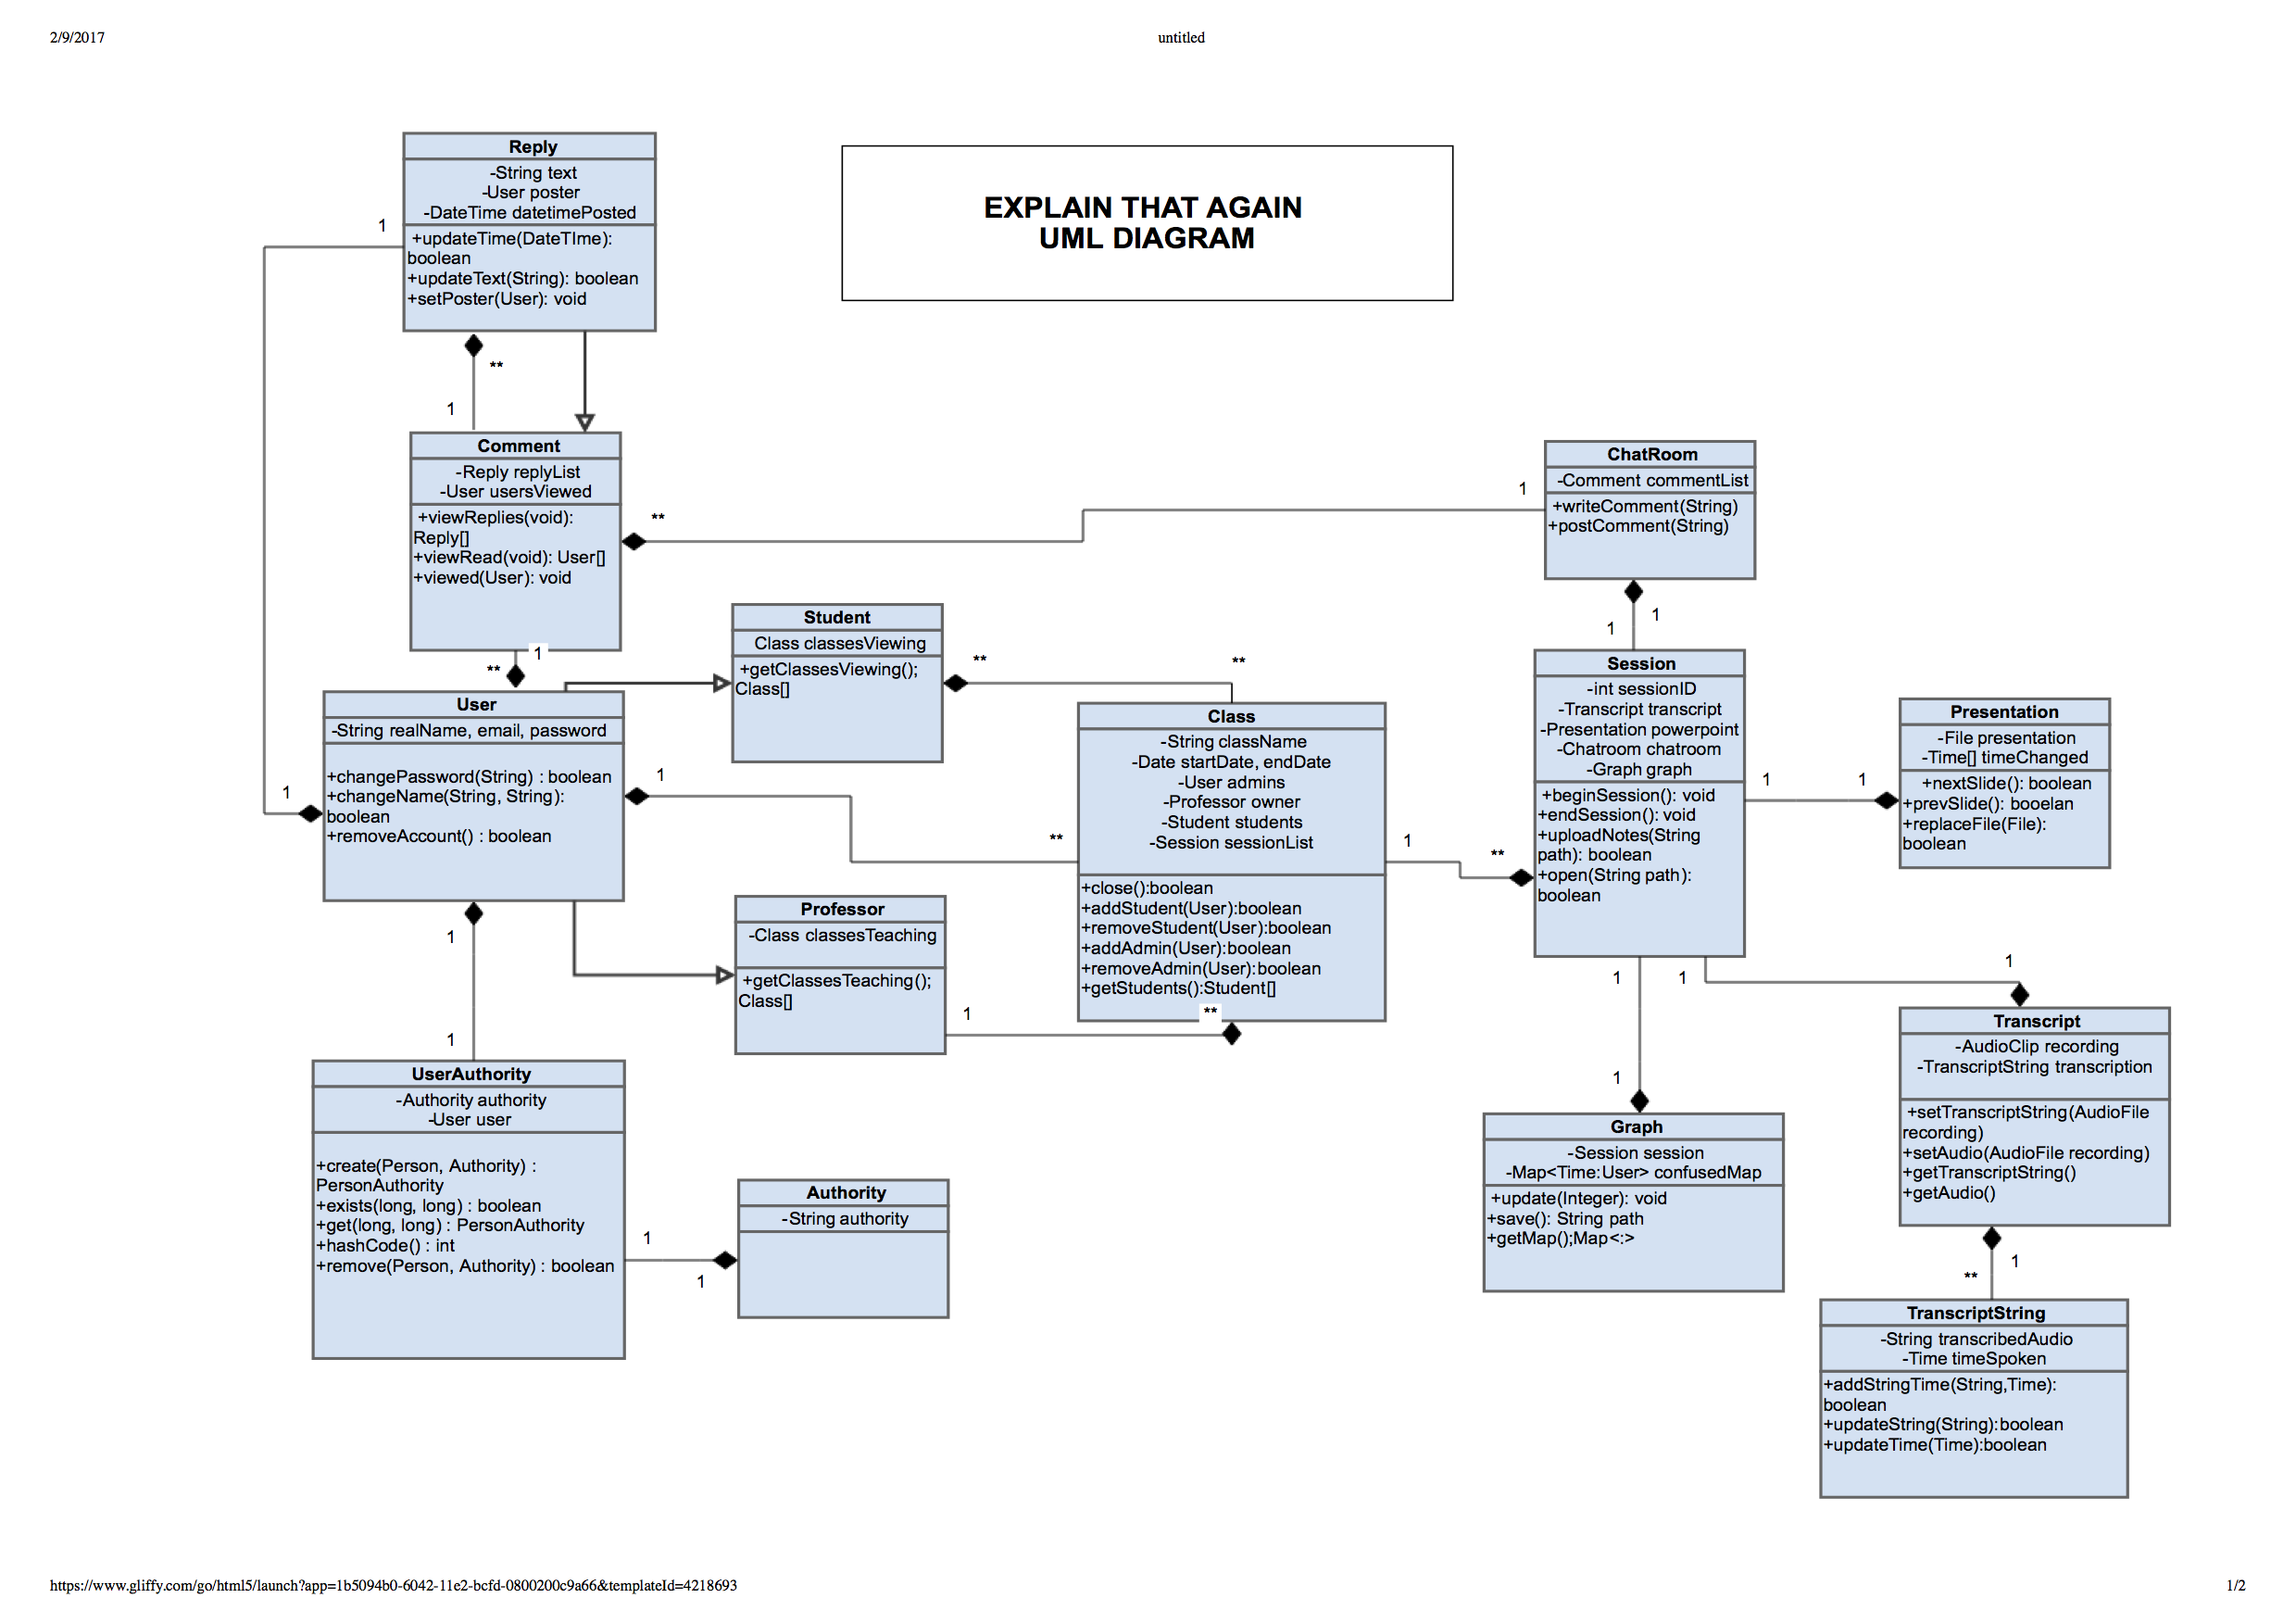 2/9/2017
untitled
EXPLAIN THAT AGAIN
UML DIAGRAM
Reply
-String text
-User poster
-DateTime datetimePosted
+updateTime(DateTIme):
boolean
+updateText(String): boolean
+setPoster(User): void
1
**
1
Comment
-Reply replyList
-User usersViewed
+viewReplies(void):
Reply[]
+viewRead(void): User[]
+viewed(User): void
**
1
1
**
ChatRoom
-Comment commentList
+writeComment(String)
+postComment(String)
1
1
Student
Class classesViewing
+getClassesViewing();
Class[]
**
**
User
-String realName, email, password
+changePassword(String) : boolean
+changeName(String, String):
boolean
+removeAccount() : boolean
1
1
**
1
1
Class
-String className
-Date startDate, endDate
-User admins
-Professor owner
-Student students
-Session sessionList
+close():boolean
+addStudent(User):boolean
+removeStudent(User):boolean
+addAdmin(User):boolean
+removeAdmin(User):boolean
+getStudents():Student[]
**
1
**
Session
-int sessionID
-Transcript transcript
-Presentation powerpoint
-Chatroom chatroom
-Graph graph
+beginSession(): void
+endSession(): void
+uploadNotes(String
path): boolean
+open(String path):
boolean
1
1
Presentation
-File presentation
-Time[] timeChanged
+nextSlide(): boolean
+prevSlide(): booelan
+replaceFile(File):
boolean
Professor
-Class classesTeaching
+getClassesTeaching();
Class[]
1
1
1
1
1
UserAuthority
-Authority authority
-User user
+create(Person, Authority) :
PersonAuthority
+exists(long, long) : boolean
+get(long, long) : PersonAuthority
+hashCode() : int
+remove(Person, Authority) : boolean
1
1
Authority
-String authority
Graph
-Session session
-Map<Time:User> confusedMap
+update(Integer): void
+save(): String path
+getMap();Map<:>
Transcript
-AudioClip recording
-TranscriptString transcription
+setTranscriptString(AudioFile
recording)
+setAudio(AudioFile recording)
+getTranscriptString()
+getAudio()
1
**
TranscriptString
-String transcribedAudio
-Time timeSpoken
+addStringTime(String,Time):
boolean
+updateString(String):boolean
+updateTime(Time):boolean
https://www.gliffy.com/go/html5/launch?app=1b5094b0-6042-11e2-bcfd-0800200c9a66&templateId=4218693
1/2